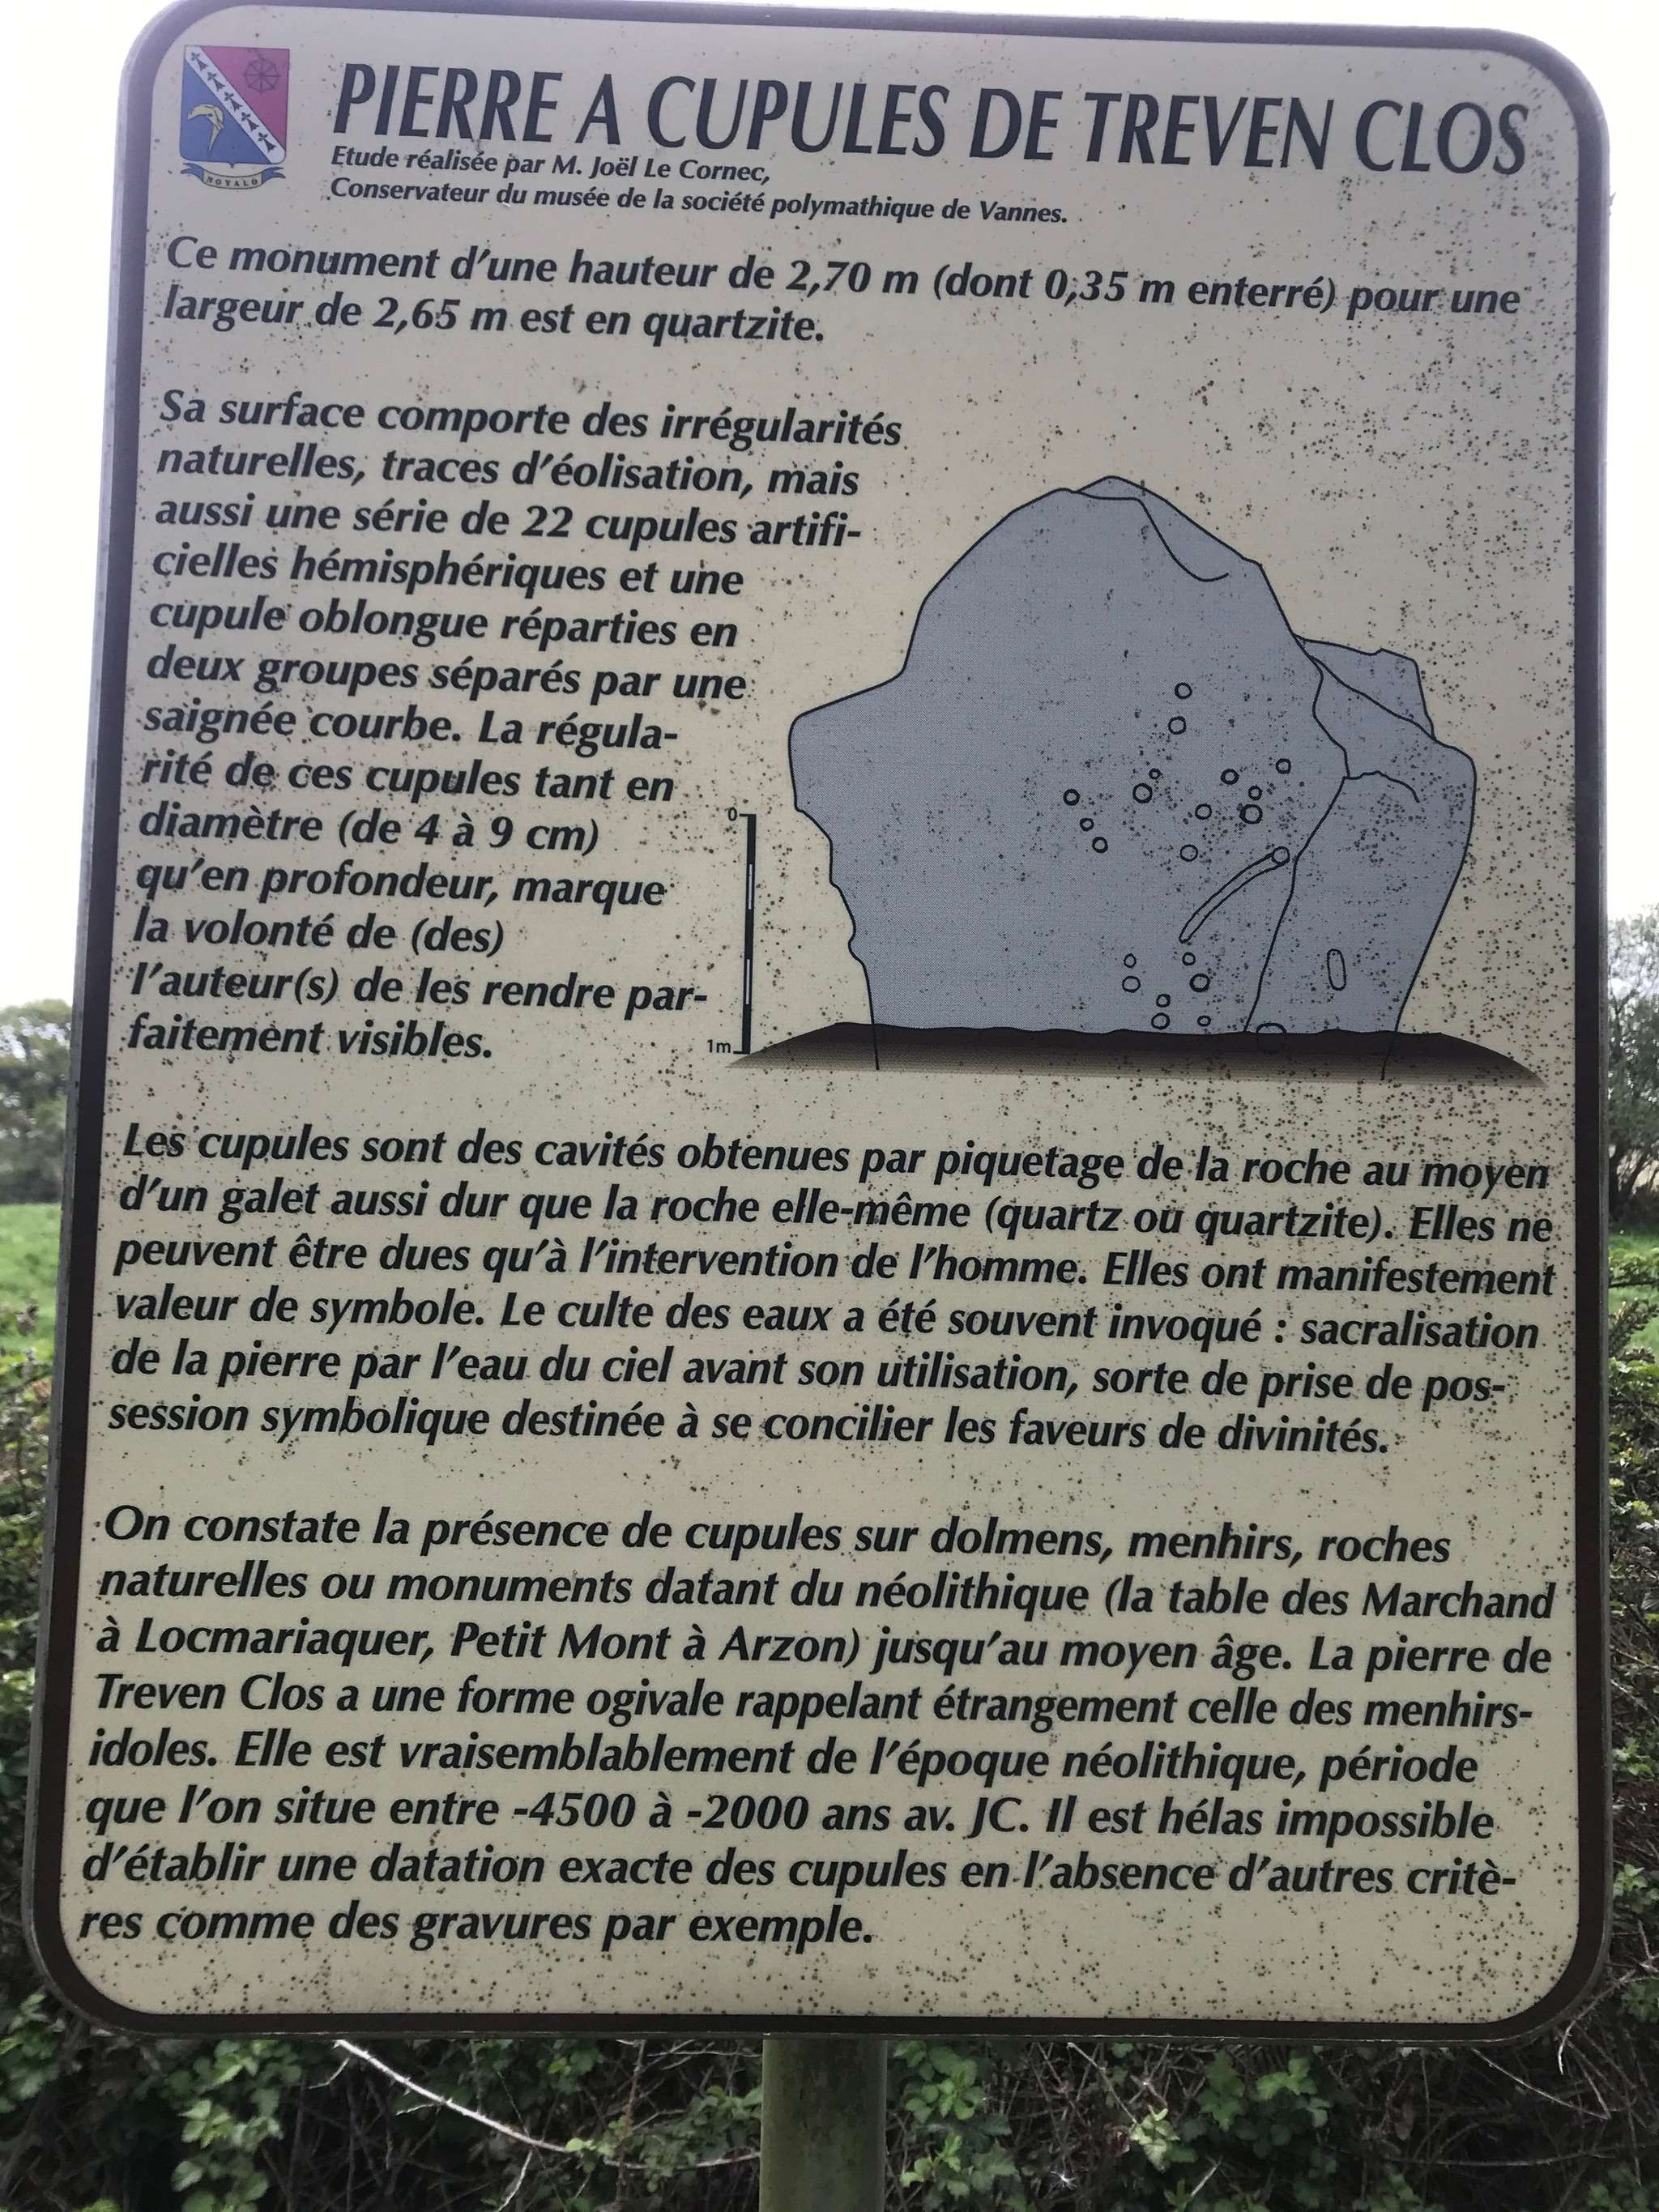 NOYALO
PIERRE A CUPULES DE TREVEN CLOS
Etude réalisée par M. Joël Le Cornec,
Conservateur du musée de la société polymathique de Vannes.
Ce monument d'une hauteur de 2,70 m (dont 0,35 m enterré) pour une
largeur de 2,65 m est en quartzite.
Sa surface comporte des irrégularités
naturelles, traces d'éolisation, mais
aussi une série de 22 cupules artifi-
cielles hémisphériques et une
cupule oblongue réparties en
deux groupes séparés par une
saignée courbe. La régula-
rité de ces cupules tant en
diamètre (de 4 à 9 cm)
qu'en profondeur, marque
la volonté de (des)
l'auteur(s) de les rendre par-
faitement visibles.
0
1m
Les cupules sont des cavités obtenues par piquetage de la roche au moyen
d'un galet aussi dur que la roche elle-même (quartz ou quartzite). Elles ne
peuvent être dues qu'à l'intervention de l'homme. Elles ont manifestement
valeur de symbole. Le culte des eaux a été souvent invoqué : sacralisation
de la pierre par l'eau du ciel avant son utilisation, sorte de prise de pos-
session symbolique destinée à se concilier les faveurs de divinités.
On constate la présence de cupules sur dolmens, menhirs, roches
naturelles ou monuments datant du néolithique (la table des Marchand
à Locmariaquer, Petit Mont à Arzon) jusqu'au moyen âge. La pierre de
Treven Clos a une forme ogivale rappelant étrangement celle des menhirs-
idoles. Elle est vraisemblablement de l'époque néolithique, période
que l'on situe entre -4500 à -2000 ans av. JC. Il est hélas impossible
d'établir une datation exacte des cupules en l'absence d'autres critè-
res comme des gravures par exemple.